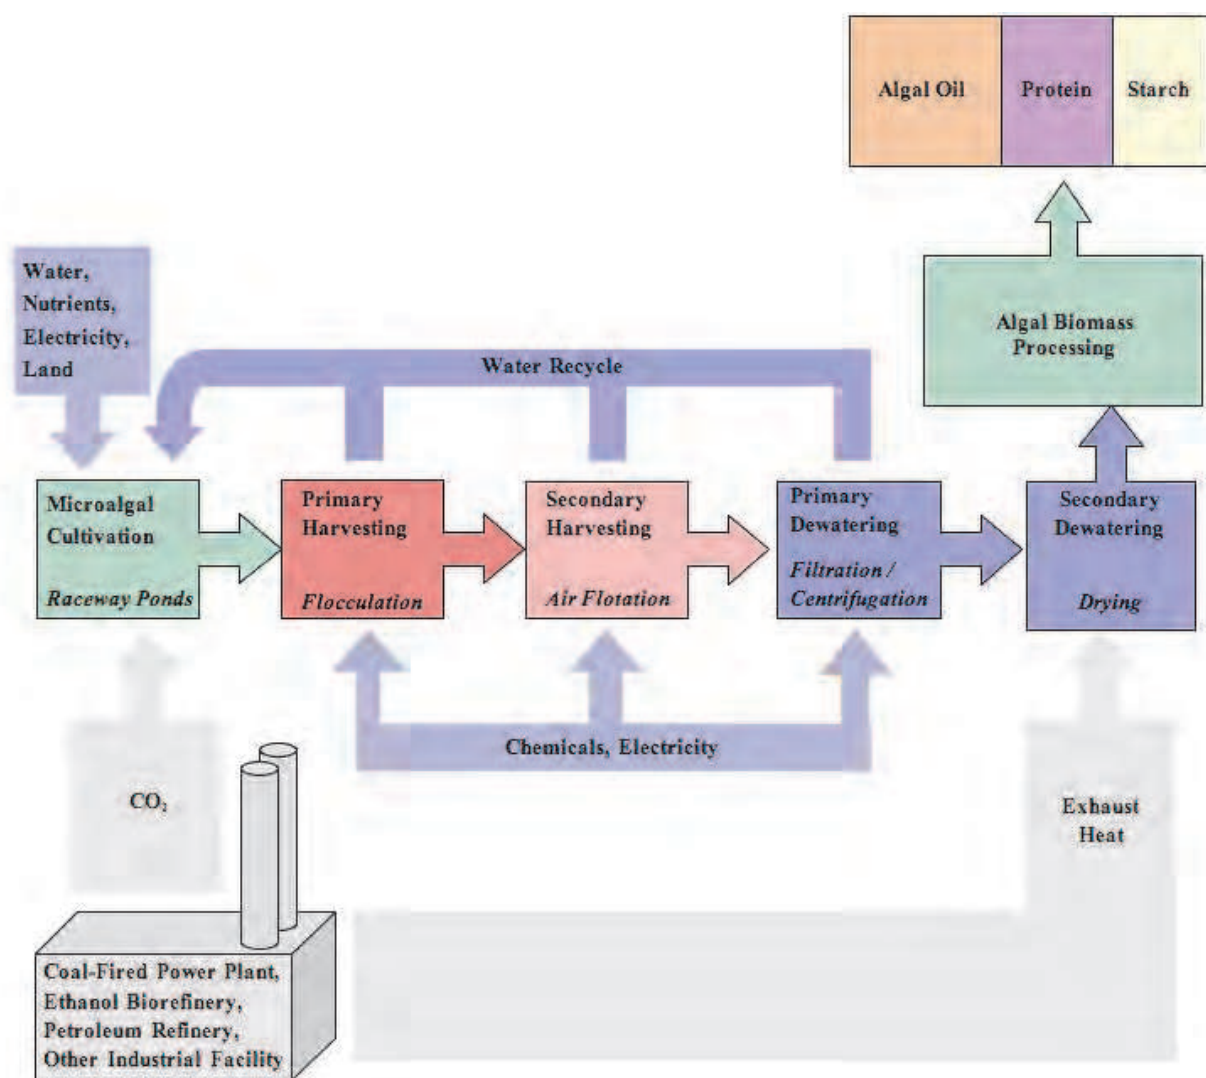 Algal Oil
Protein
Starch
Water,
Nutrients,
Electricity,
Land
Algal Biomass
Processing
Water Recycle
Microalgal
Cultivation
Raceway Ponds
Primary
Harvesting
Flocculation
Secondary
Harvesting
Air Flotation
Primary
Dewatering
Filtration /
Centrifugation
Secondary
Dewatering
Drying
Chemicals, Electricity
CO₂
Exhaust
Heat
Coal-Fired Power Plant,
Ethanol Biorefinery,
Petroleum Refinery,
Other Industrial Facility